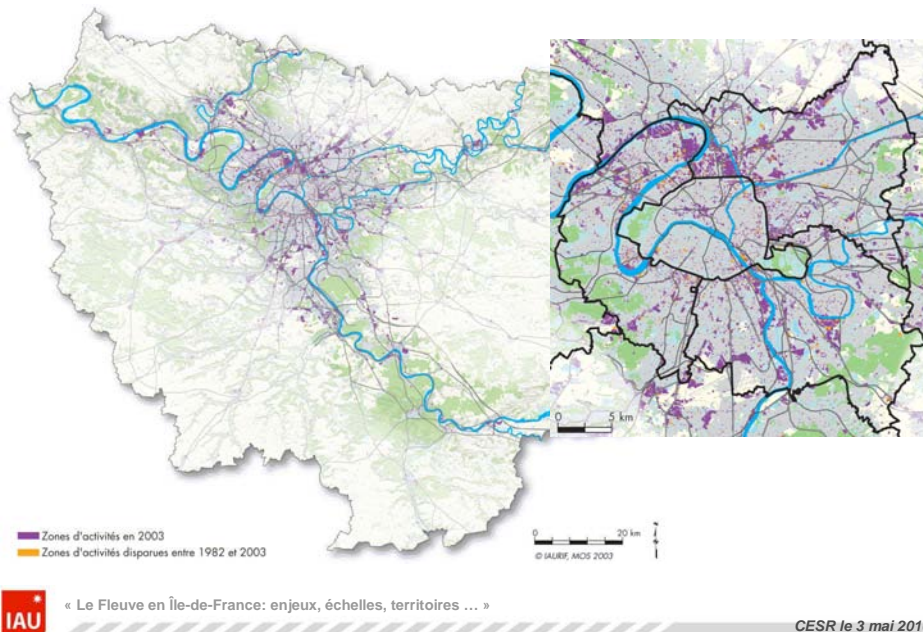 0 5 km
Zones d'activités en 2003
Zones d'activités disparues entre 1982 et 2003
0 20 km
© IAURIF, MOS 2003
IAU
« Le Fleuve en Île-de-France: enjeux, échelles, territoires … »
CESR le 3 mai 201